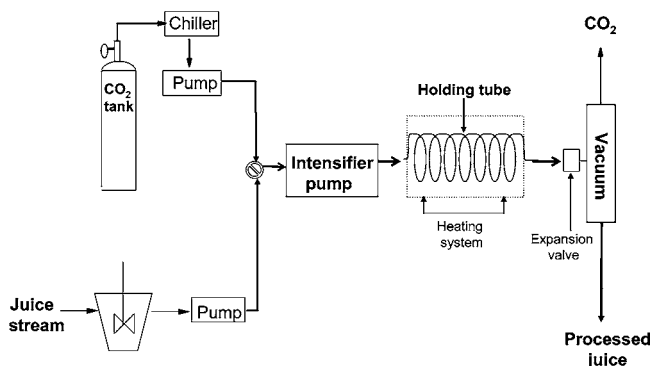 Chiller
CO2
tank
Pump
CO2
Holding tube
Intensifier
pump
Vacuum
Heating
system
Expansion
valve
Juice
stream
Pump
Processed
juice